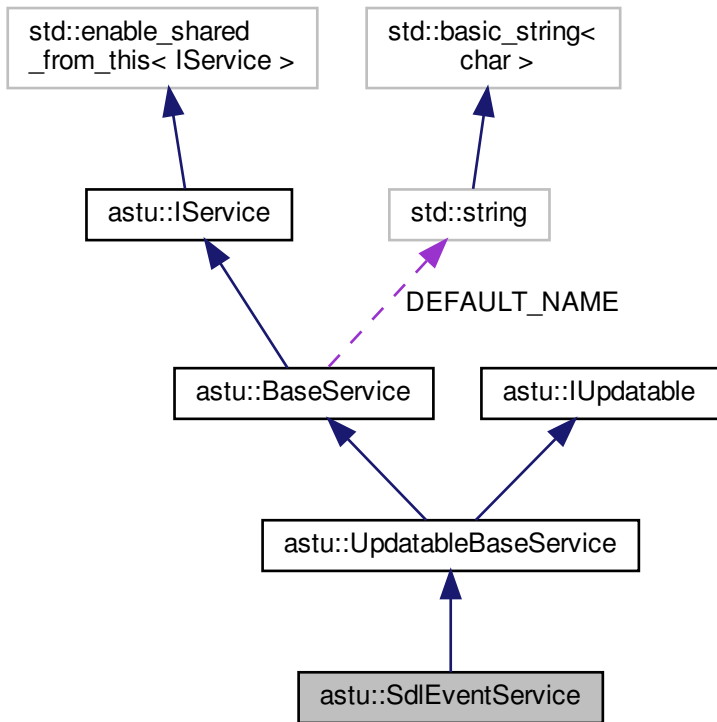 std::enable_shared
_from_this< IService >
std::basic_string<
char >
astu::IService
std::string
DEFAULT_NAME
astu::BaseService
astu::IUpdatable
astu::UpdatableBaseService
astu::SdlEventService